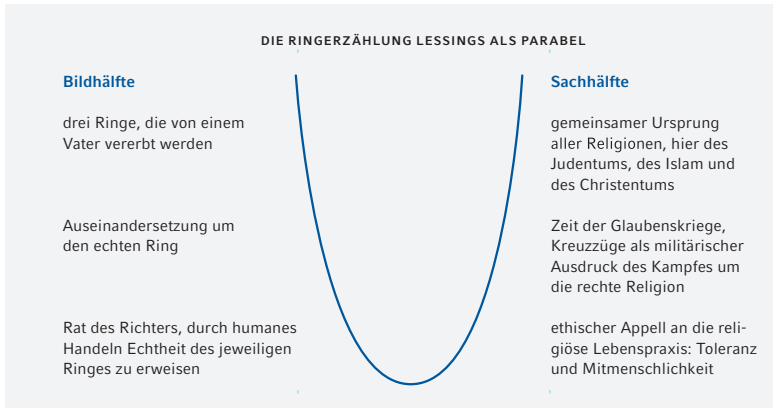 DIE RINGERZÄHLUNG LESSINGS ALS PARABEL
Bildhälfte
drei Ringe, die von einem
Vater vererbt werden
Auseinandersetzung um
den echten Ring
Rat des Richters, durch humanes
Handeln Echtheit des jeweiligen
Ringes zu erweisen
Sachhälfte
gemeinsamer Ursprung
aller Religionen, hier des
Judentums, des Islam und
des Christentums
Zeit der Glaubenskriege,
Kreuzzüge als militärischer
Ausdruck des Kampfes um
die rechte Religion
ethischer Appell an die reli-
giöse Lebenspraxis: Toleranz
und Mitmenschlichkeit